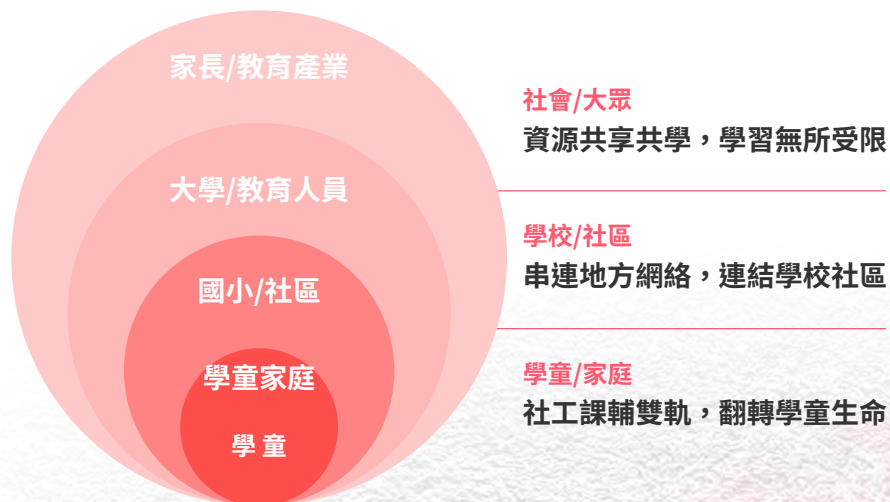 家長/教育產業
大學/教育人員
國小/社區
學童家庭
學童
社會/大眾
資源共享共學，學習無所受限
學校/社區
串連地方網絡，連結學校社區
學童/家庭
社工課輔雙軌，翻轉學童生命